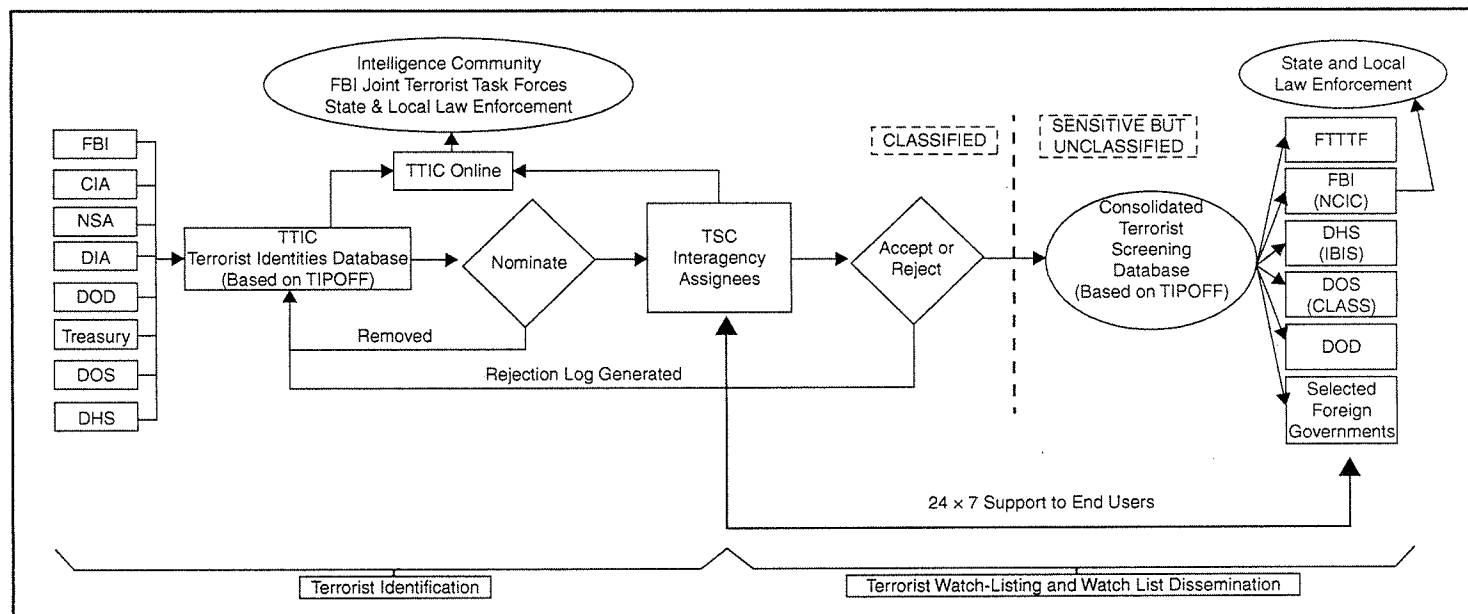 Intelligence Community
FBI Joint Terrorist Task Forces
State & Local Law Enforcement
State and Local
Law Enforcement
FBI
CIA
NSA
DIA
DOD
Treasury
DOS
DHS
TTIC Online
CLASSIFIED
SENSITIVE BUT
UNCLASSIFIED
TTIC
Terrorist Identities Database
(Based on TIPOFF)
Nominate
TSC
Interagency
Assignees
Accept or
Reject
Consolidated
Terrorist
Screening
Database
(Based on TIPOFF)
FTTTF
FBI
(NCIC)
DHS
(IBIS)
DOS
(CLASS)
DOD
Selected
Foreign
Governments
Removed
Rejection Log Generated
24 × 7 Support to End Users
Terrorist Identification
Terrorist Watch-Listing and Watch List Dissemination